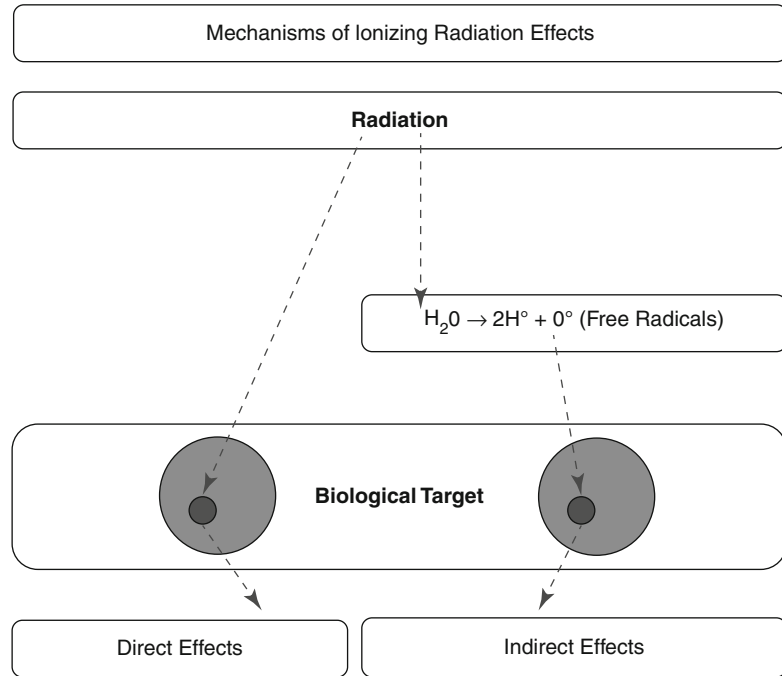 Mechanisms of Ionizing Radiation Effects
Radiation
H₂0 → 2H° + 0° (Free Radicals)
Biological Target
Direct Effects
Indirect Effects